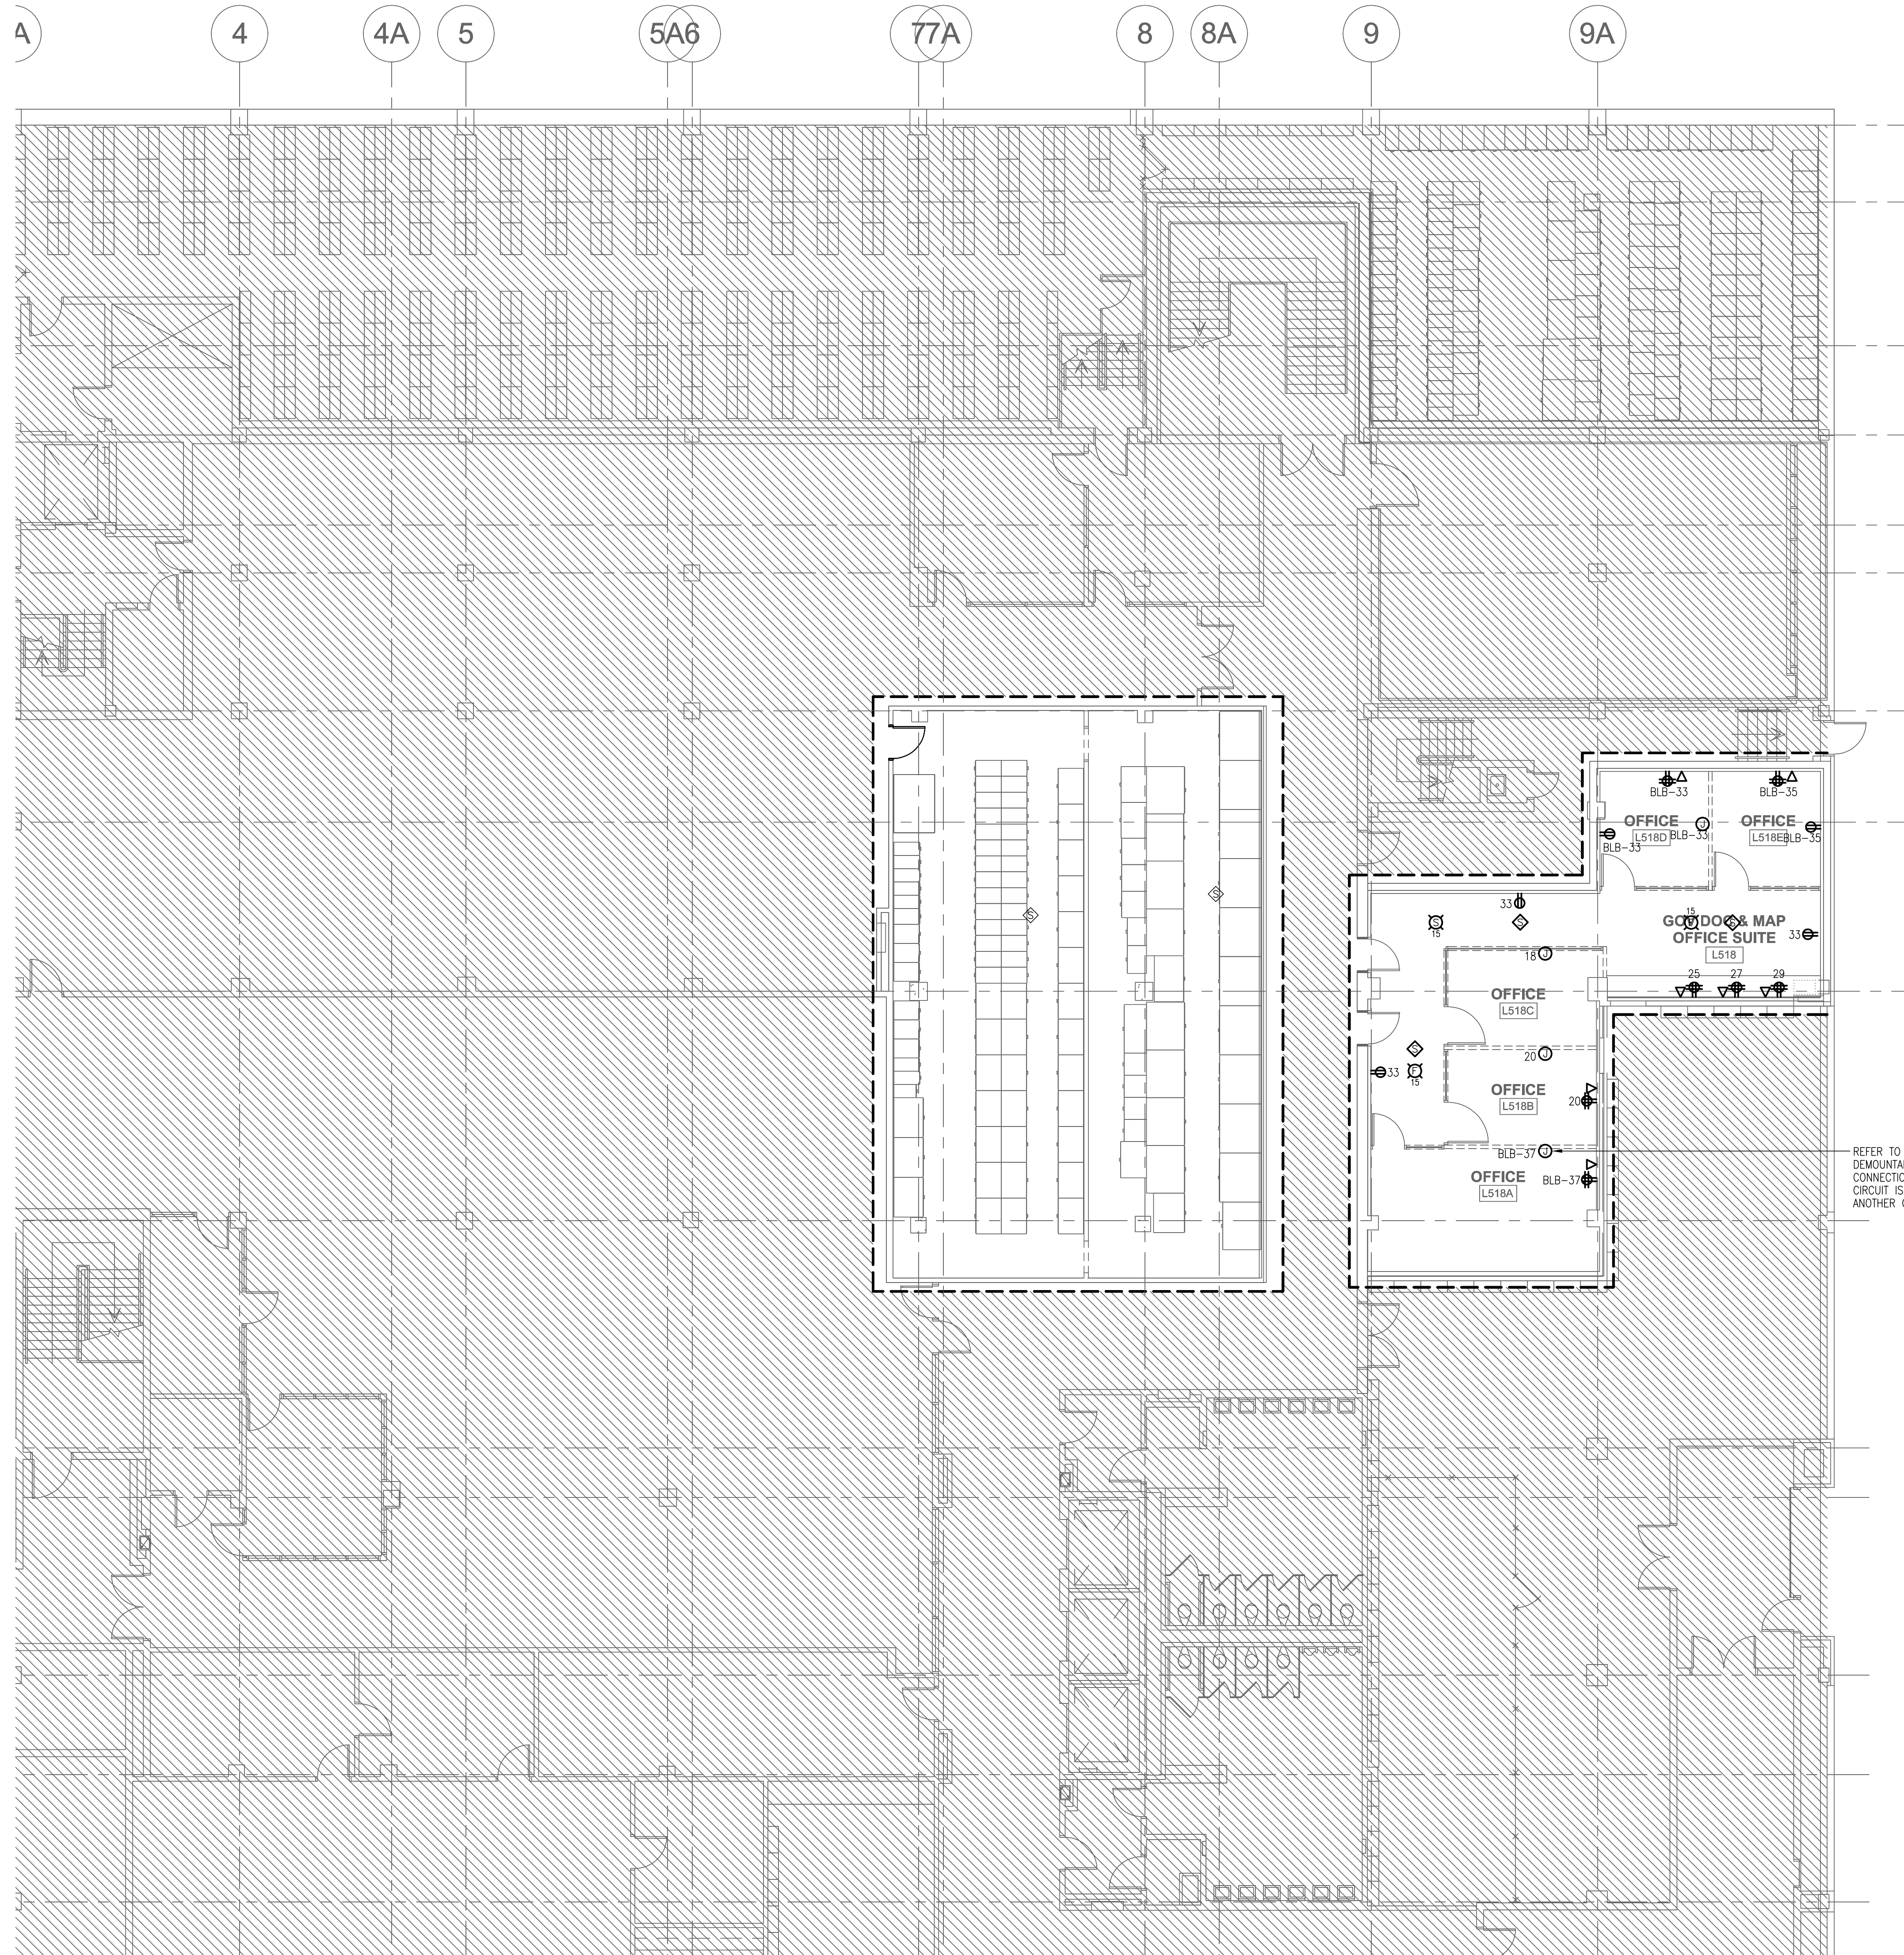 A
4
4A
5
5A
6
7
7A
8
8A
9
9A
BLB-33
BLB-35
OFFICE
L518D
BLB-33
BLB-33
OFFICE
L518E
BLB-35
33
S
15
S
15
S
GOV DOC & MAP
OFFICE SUITE
L518
33
18
J
25
27
29
OFFICE
L518C
S
S
S
33
F
15
20
J
OFFICE
L518B
20
BLB-37
J
OFFICE
L518A
BLB-37
REFER TO
DEMOUNTA
CONNECTIO
CIRCUIT IS
ANOTHER